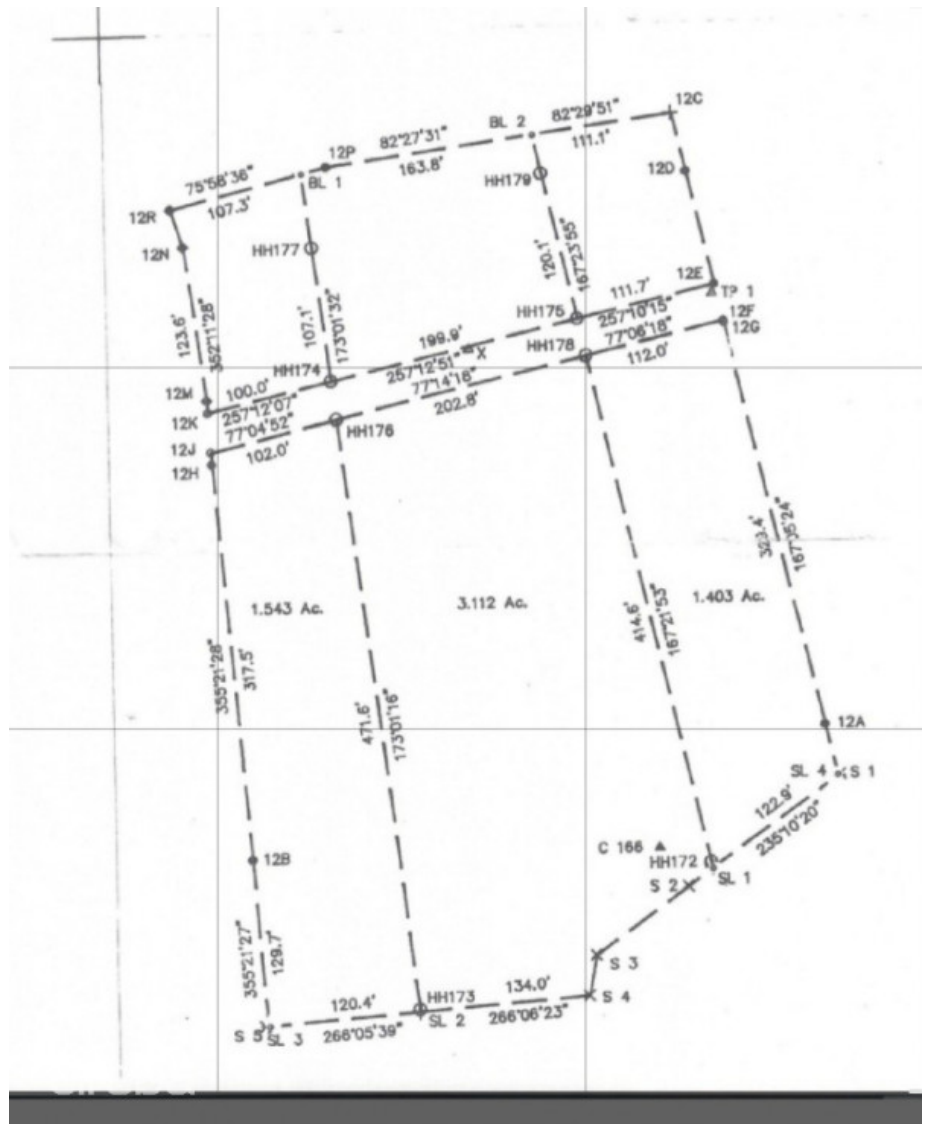 12C
82°29'51"
BL 2
111.1'
82°27'31"
12P
163.8'
12D
75°58'36"
BL 1
HH179
12R
107.3'
12N
HH177
120.1'
167°23'55"
12E
111.7'
T? 1
257°10'15"
12F
HH175
77°06'18"
12G
123.6'
352°11'28"
107.1'
173°01'32"
199.9'
X
HH178
112.0'
HH174
257°12'51"
77°14'18"
12M
100.0'
202.8'
12K
257°12'07"
77°04'52"
HH176
12J
102.0'
12H
323.4'
167°35'24"
1.543 Ac.
3.112 Ac.
1.403 Ac.
414.6'
167°21'53"
355°21'28"
317.5'
471.6'
173°01'16"
12A
SL 4
S 1
122.9'
235°10'20"
C 166
HH172
12B
S 2
SL 1
355°21'27"
129.7'
S 3
134.0'
S 4
120.4'
HH173
266°06'23"
S 5
SL 3
266°05'39"
SL 2